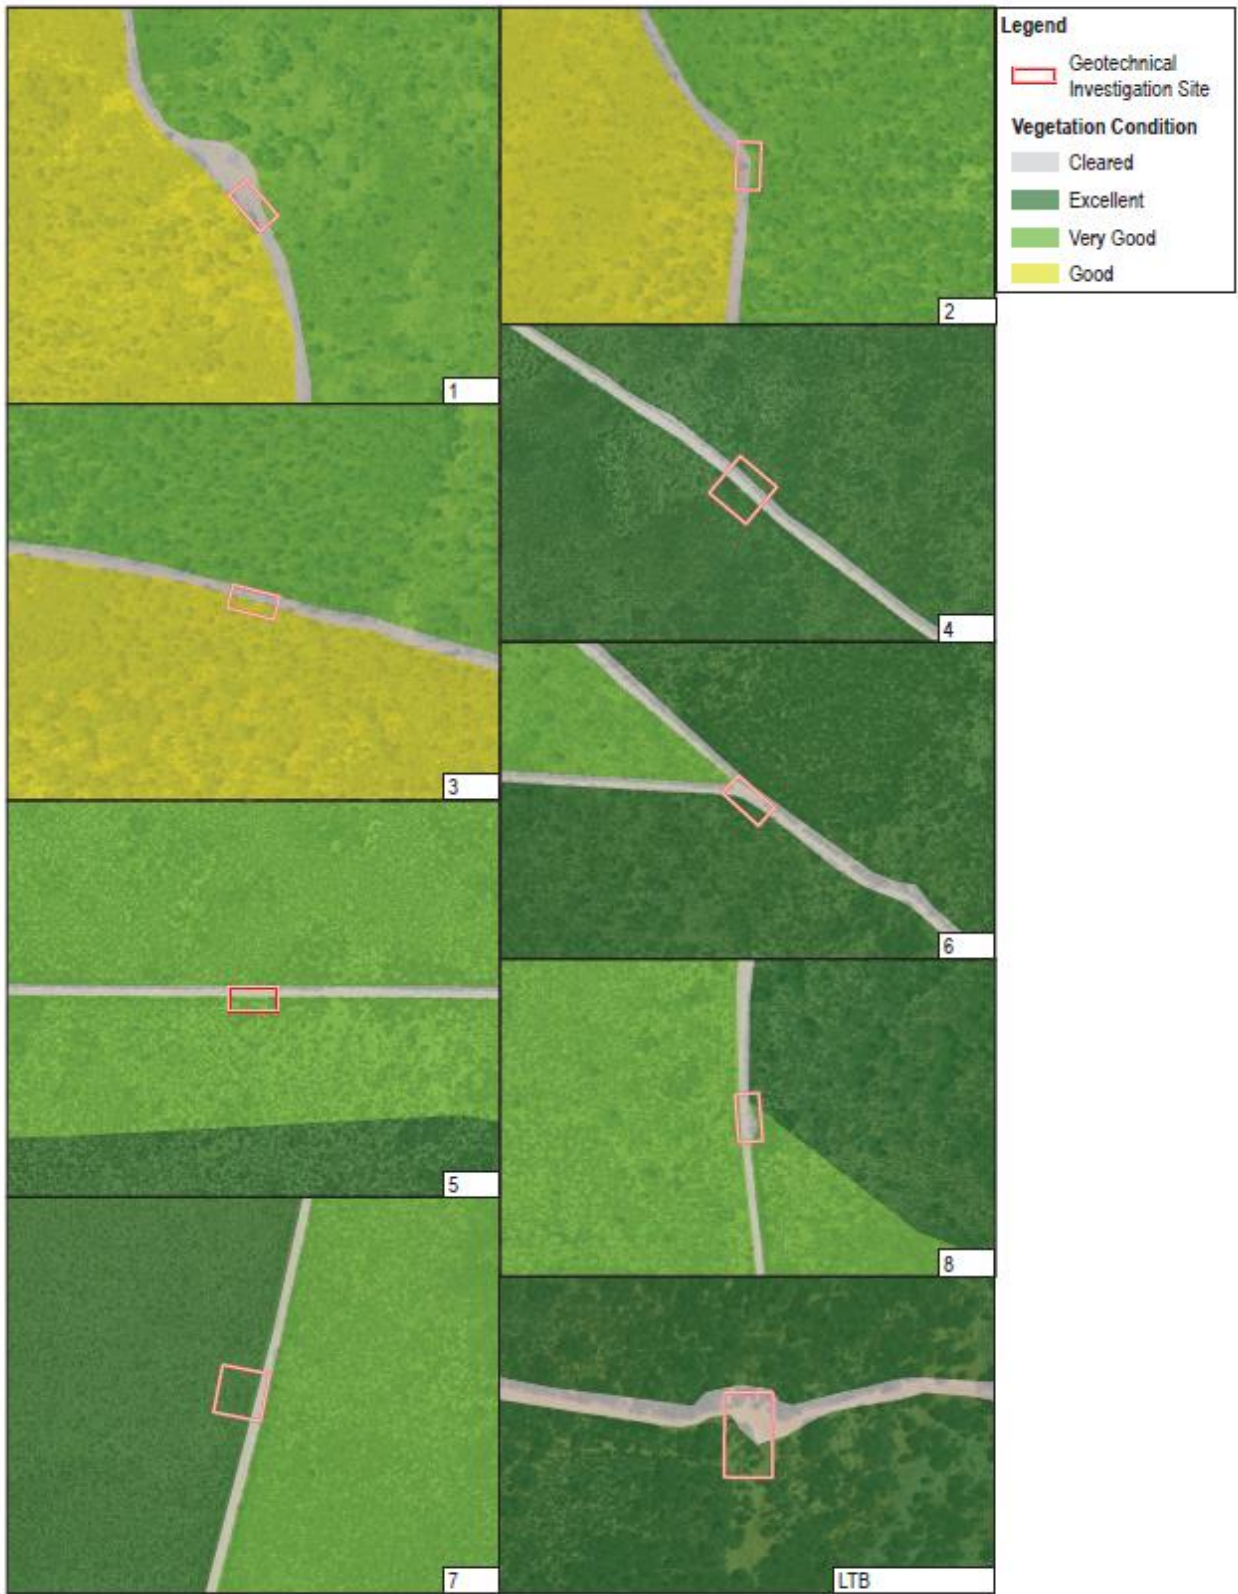 Legend
Geotechnical
Investigation Site
Vegetation Condition
Cleared
Excellent
Very Good
Good
1
2
3
4
5
6
7
8
LTB